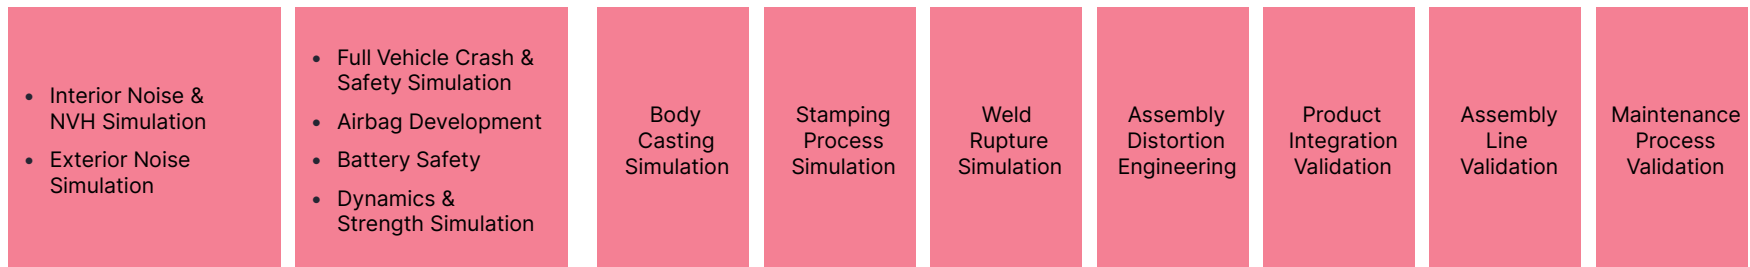 • Interior Noise &
NVH Simulation
• Exterior Noise
Simulation
• Full Vehicle Crash &
Safety Simulation
• Airbag Development
• Battery Safety
• Dynamics &
Strength Simulation
Body
Casting
Simulation
Stamping
Process
Simulation
Weld
Rupture
Simulation
Assembly
Distortion
Engineering
Product
Integration
Validation
Assembly
Line
Validation
Maintenance
Process
Validation